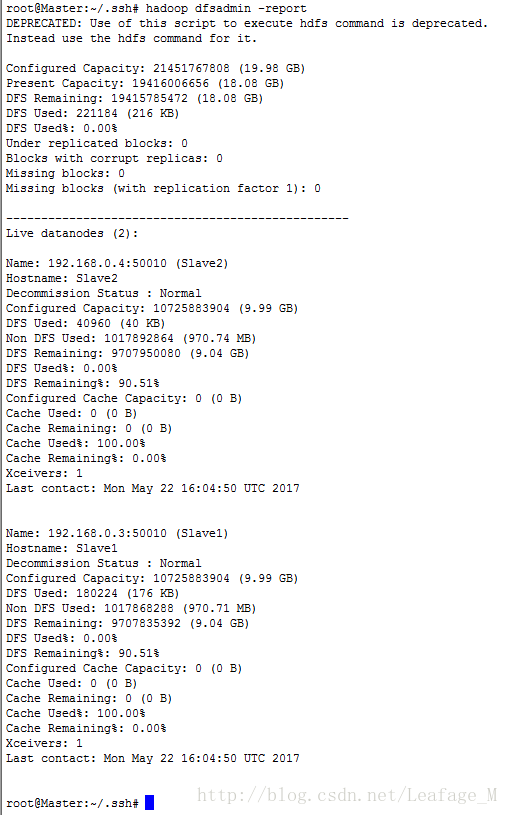 root@Master:~/.ssh# hadoop dfsadmin -report
DEPRECATED: Use of this script to execute hdfs command is deprecated.
Instead use the hdfs command for it.
Configured Capacity: 21451767808 (19.98 GB)
Present Capacity: 19416006656 (18.08 GB)
DFS Remaining: 19415785472 (18.08 GB)
DFS Used: 221184 (216 KB)
DFS Used%: 0.00%
Under replicated blocks: 0
Blocks with corrupt replicas: 0
Missing blocks: 0
Missing blocks (with replication factor 1): 0
-------------------------------------------------
Live datanodes (2):
Name: 192.168.0.4:50010 (Slave2)
Hostname: Slave2
Decommission Status : Normal
Configured Capacity: 10725883904 (9.99 GB)
DFS Used: 40960 (40 KB)
Non DFS Used: 1017892864 (970.74 MB)
DFS Remaining: 9707950080 (9.04 GB)
DFS Used%: 0.00%
DFS Remaining%: 90.51%
Configured Cache Capacity: 0 (0 B)
Cache Used: 0 (0 B)
Cache Remaining: 0 (0 B)
Cache Used%: 100.00%
Cache Remaining%: 0.00%
Xceivers: 1
Last contact: Mon May 22 16:04:50 UTC 2017
Name: 192.168.0.3:50010 (Slave1)
Hostname: Slave1
Decommission Status : Normal
Configured Capacity: 10725883904 (9.99 GB)
DFS Used: 180224 (176 KB)
Non DFS Used: 1017868288 (970.71 MB)
DFS Remaining: 9707835392 (9.04 GB)
DFS Used%: 0.00%
DFS Remaining%: 90.51%
Configured Cache Capacity: 0 (0 B)
Cache Used: 0 (0 B)
Cache Remaining: 0 (0 B)
Cache Used%: 100.00%
Cache Remaining%: 0.00%
Xceivers: 1
Last contact: Mon May 22 16:04:50 UTC 2017
root@Master:~/.ssh#
http://blog.csdn.net/Leafage_M